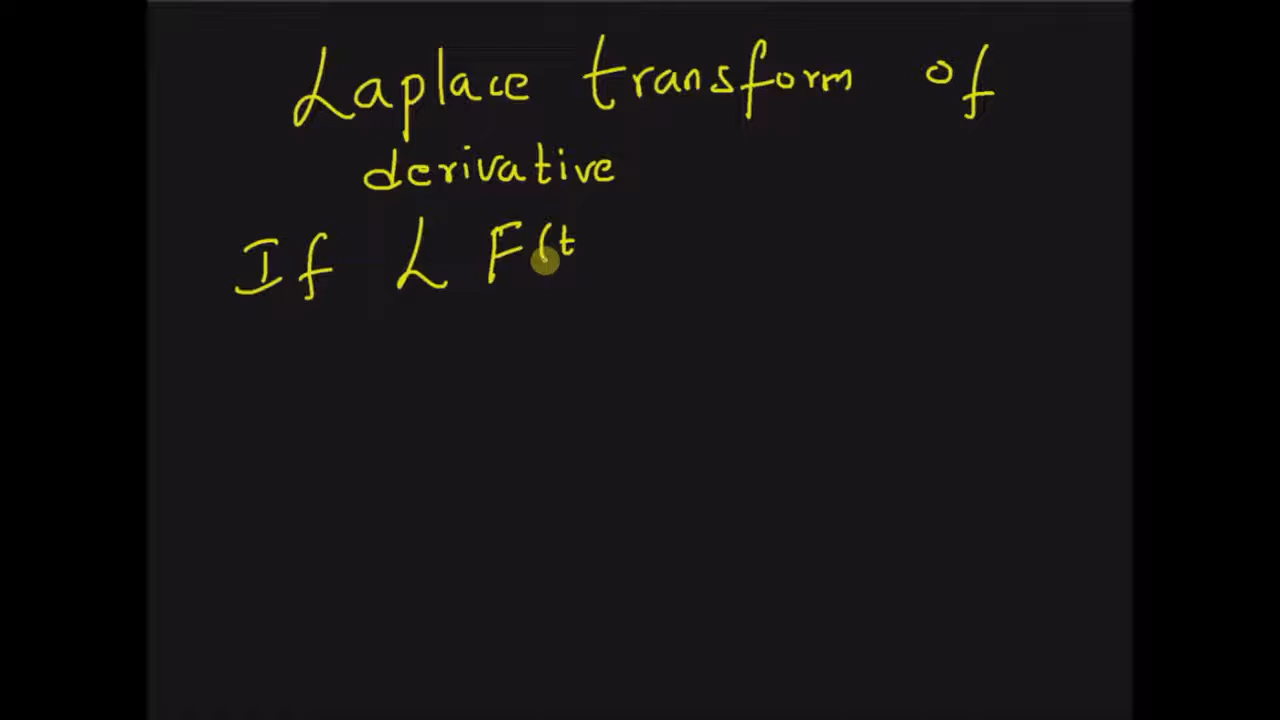 Laplace transform of
derivative
If L F(t